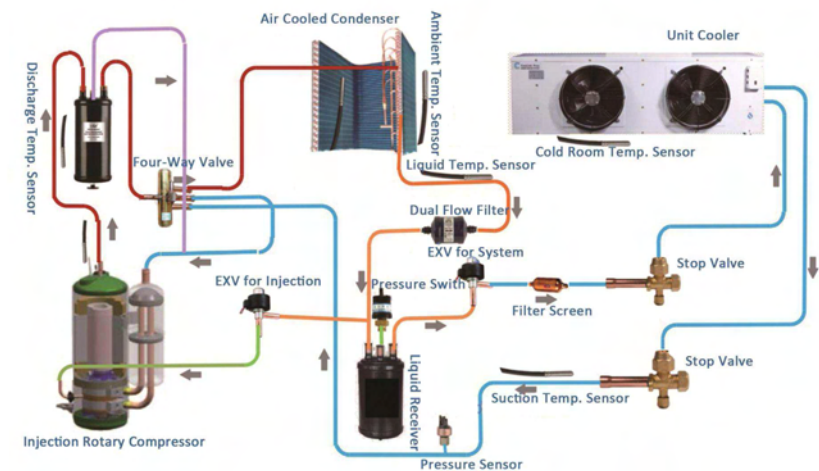 Air Cooled Condenser
Ambient Temp. Sensor
Unit Cooler
Discharge Temp. Sensor
Four-Way Valve
Liquid Temp. Sensor
Cold Room Temp. Sensor
Dual Flow Filter
EXV for System
EXV for Injection
Pressure Swith
Filter Screen
Stop Valve
Liquid Receiver
Suction Temp. Sensor
Stop Valve
Injection Rotary Compressor
Pressure Sensor